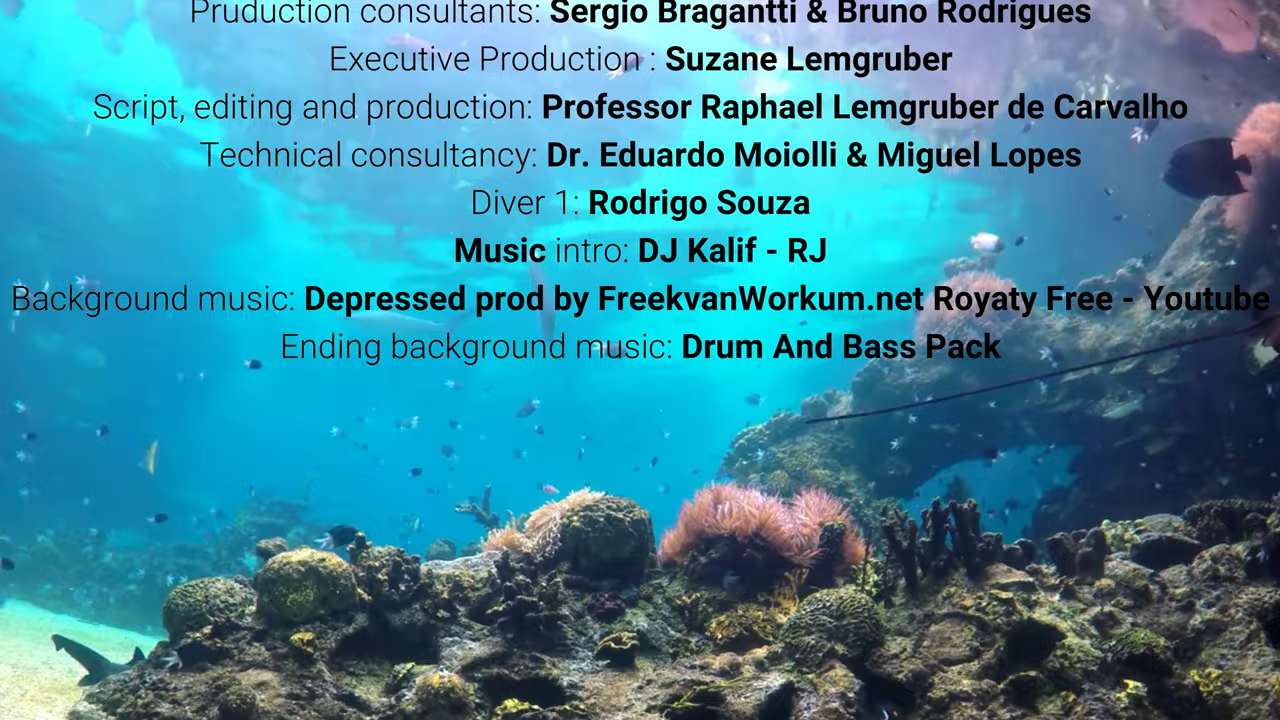 Pruduction consultants: Sergio Bragantti & Bruno Rodrigues
Executive Production : Suzane Lemgruber
Script, editing and production: Professor Raphael Lemgruber de Carvalho
Technical consultancy: Dr. Eduardo Moiolli & Miguel Lopes
Diver 1: Rodrigo Souza
Music intro: DJ Kalif - RJ
Background music: Depressed prod by FreekvanWorkum.net Royaty Free - Youtube
Ending background music: Drum And Bass Pack